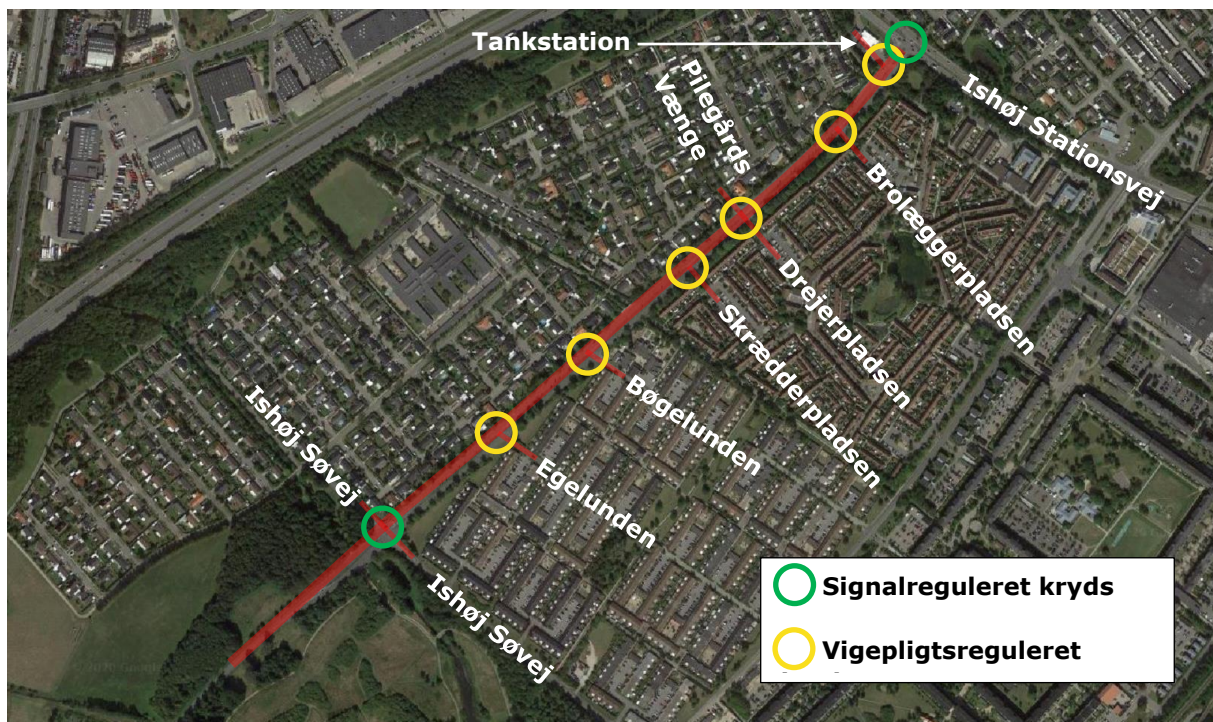 Tankstation
Pilegårds
Vænge
Ishøj Stationsvej
Brolæggerpladsen
Drejerpladsen
Skrædderpladsen
Bøgelunden
Egelunden
Ishøj Søvej
Ishøj Søvej
Signalreguleret kryds
Vigepligtsreguleret